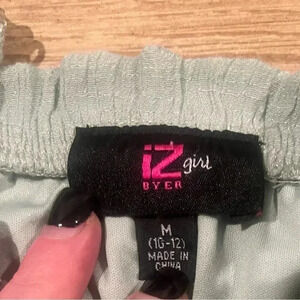 iZ girl
BYER
M
(10-12)
MADE IN
CHINA